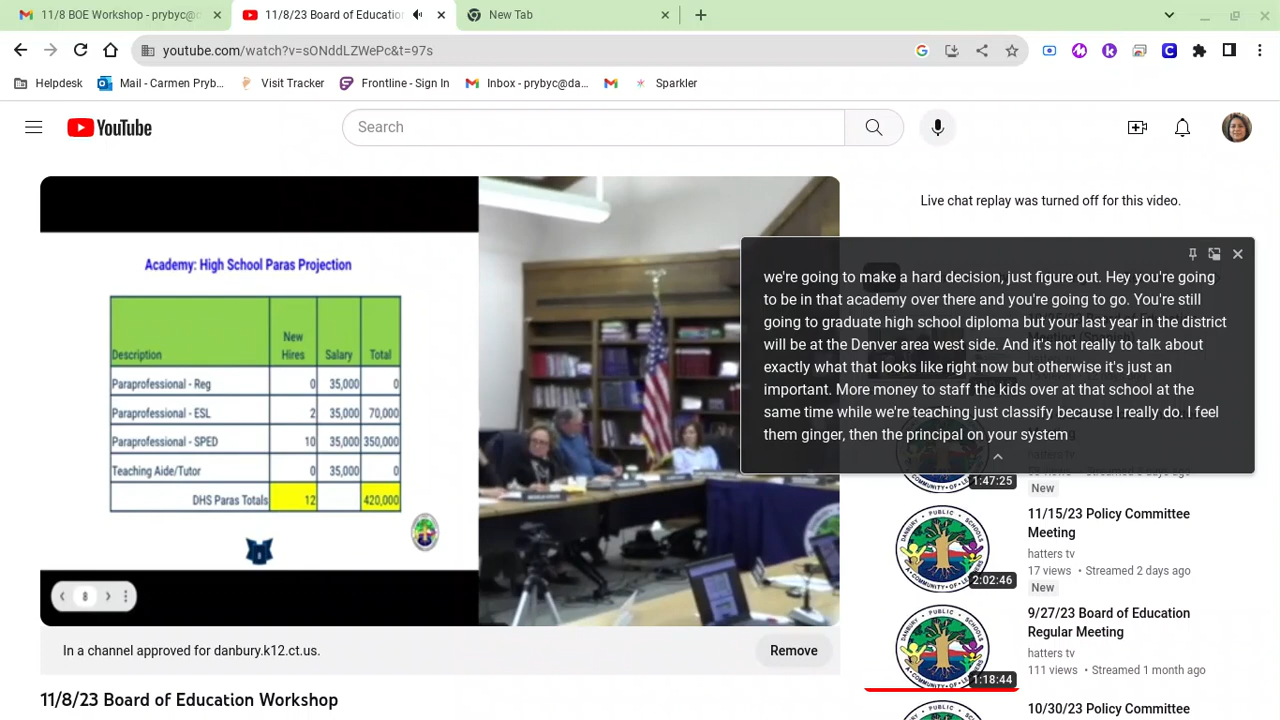 11/8 BOE Workshop - prybyc@d
11/8/23 Board of Education
New Tab
youtube.com/watch?v=sONddLZWePc&t=97s
Helpdesk
Mail - Carmen Pryb...
Visit Tracker
Frontline - Sign In
Inbox - prybyc@da...
Sparkler
YouTube
Search
Live chat replay was turned off for this video.
Academy: High School Paras Projection
Description New Hires Salary Total
Paraprofessional - Reg 0 35,000 0
Paraprofessional - ESL 2 35,000 70,000
Paraprofessional - SPED 10 35,000 350,000
Teaching Aide/Tutor 0 35,000 0
DHS Paras Totals 12 420,000
8
we're going to make a hard decision, just figure out. Hey you're going
to be in that academy over there and you're going to go. You're still
going to graduate high school diploma but your last year in the district
will be at the Denver area west side. And it's not really to talk about
exactly what that looks like right now but otherwise it's just an
important. More money to staff the kids over at that school at the
same time while we're teaching just classify because I really do. I feel
them ginger, then the principal on your system
1:47:25
New
11/15/23 Policy Committee
Meeting
hatters tv
17 views • Streamed 2 days ago
New
2:02:46
9/27/23 Board of Education
Regular Meeting
hatters tv
111 views • Streamed 1 month ago
1:18:44
10/30/23 Policy Committee
In a channel approved for danbury.k12.ct.us.
Remove
11/8/23 Board of Education Workshop